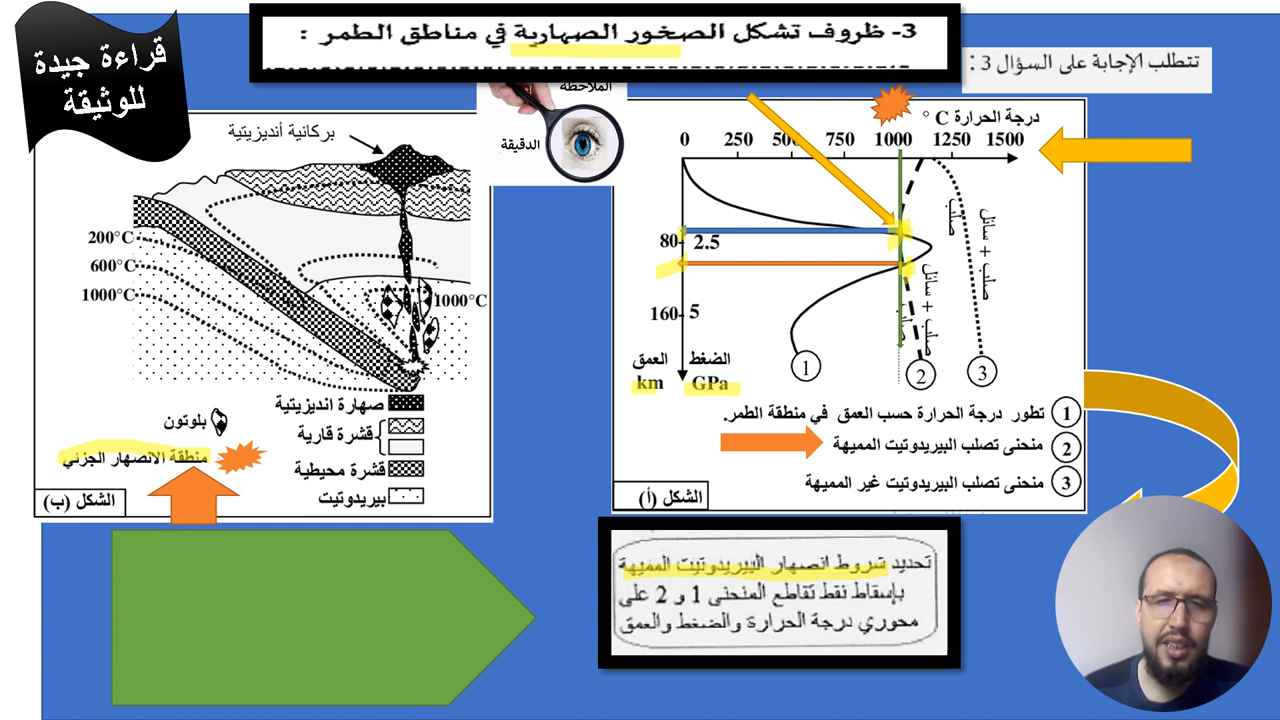 3- ظروف تشكل الصخور الصهارية في مناطق الطمر :
تتطلب الإجابة على السؤال 3 :
قراءة جيدة
للوثيقة
الملاحظة
الدقيقة
بركانية أنديزيتية
200°C
600°C
1000°C
1000°C
صهارة انديزيتية
بلوتون
قشرة قارية
منطقة الانصهار الجزئي
قشرة محيطية
بيريدوتيت
الشكل (ب)
درجة الحرارة C °
0 250 500 750 1000 1250 1500
80 2.5
160 5
صلب
صلب + سائل
صلب
صلب + سائل
العمق
km
الضغط
GPa
1
2
3
1 تطور درجة الحرارة حسب العمق في منطقة الطمر.
2 منحنى تصلب البيريدوتيت المميهة
3 منحنى تصلب البيريدوتيت غير المميهة
الشكل (أ)
تحديد شروط انصهار البيريدوتيت المميهة
بإسقاط نقط تقاطع المنحنى 1 و 2 على
محوري درجة الحرارة والضغط والعمق